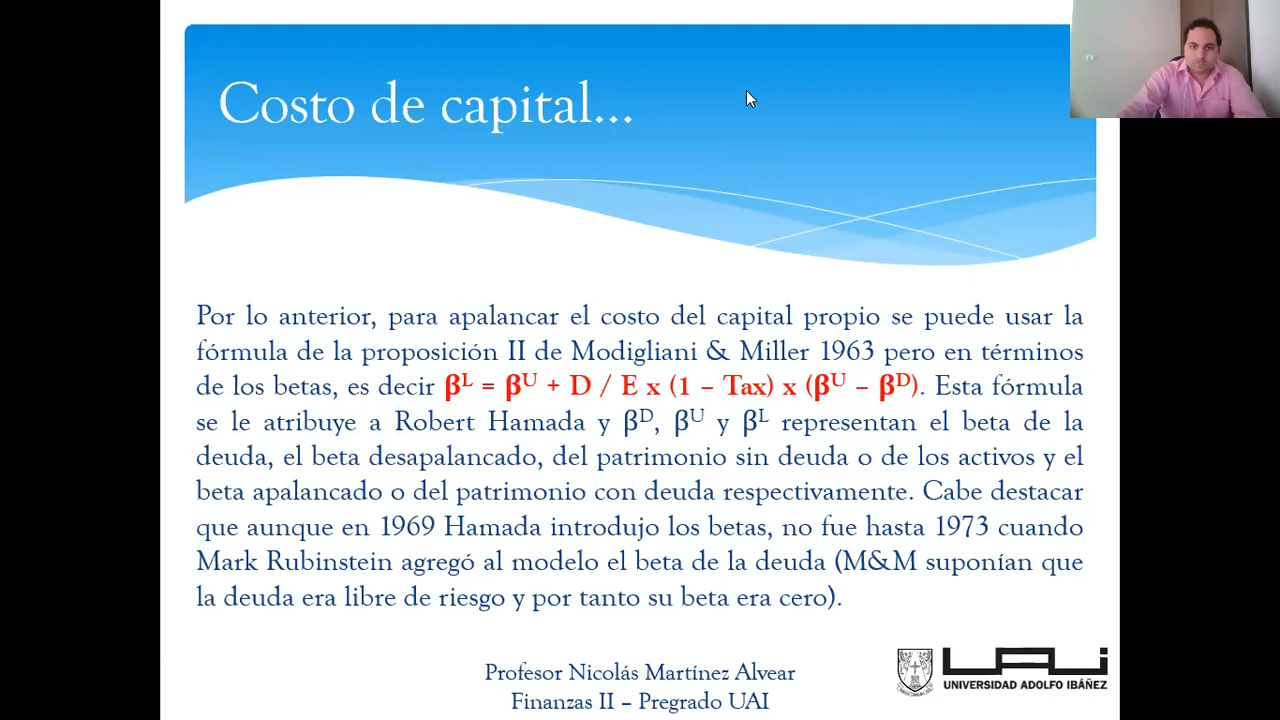 Costo de capital...
Por lo anterior, para apalancar el costo del capital propio se puede usar la
fórmula de la proposición II de Modigliani & Miller 1963 pero en términos
de los betas, es decir βᴸ = βᵁ + D / E x (1 – Tax) x (βᵁ – βᴰ). Esta fórmula
se le atribuye a Robert Hamada y βᴰ, βᵁ y βᴸ representan el beta de la
deuda, el beta desapalancado, del patrimonio sin deuda o de los activos y el
beta apalancado o del patrimonio con deuda respectivamente. Cabe destacar
que aunque en 1969 Hamada introdujo los betas, no fue hasta 1973 cuando
Mark Rubinstein agregó al modelo el beta de la deuda (M&M suponían que
la deuda era libre de riesgo y por tanto su beta era cero).
Profesor Nicolás Martínez Alvear
Finanzas II – Pregrado UAI
UAi
UNIVERSIDAD ADOLFO IBÁÑEZ